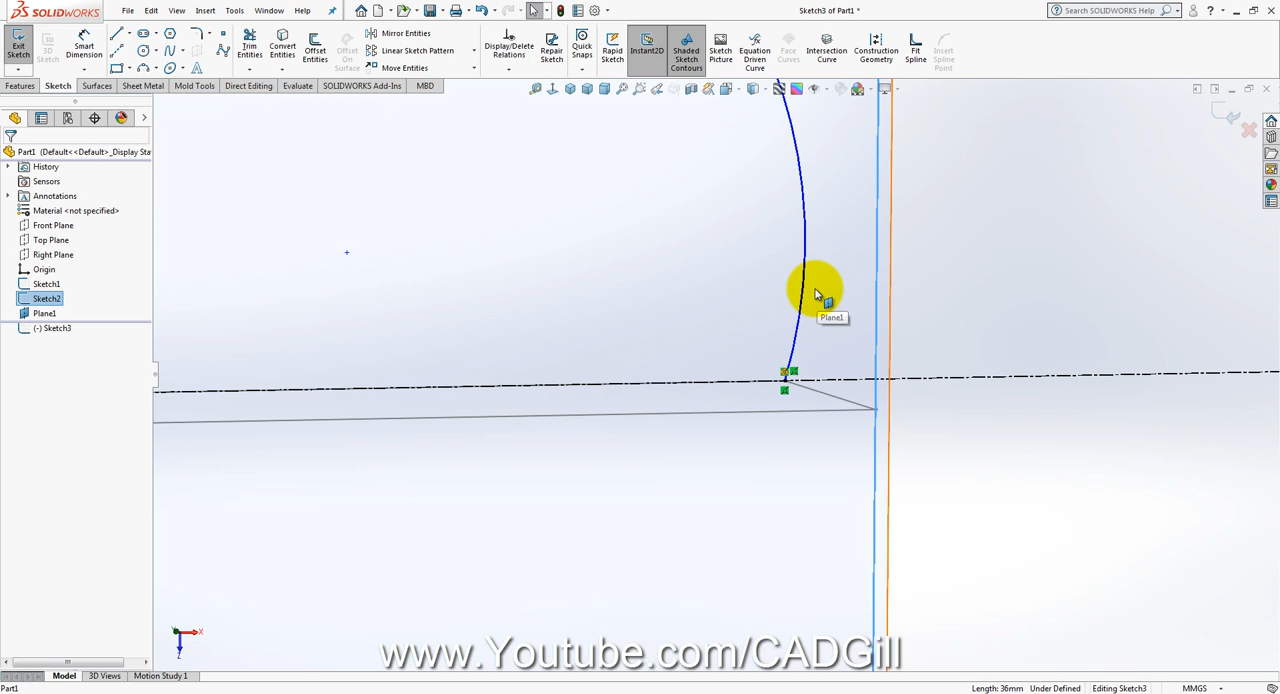 SOLIDWORKS File Edit View Insert Tools Window Help Sketch3 of Part1 * Search SOLIDWORKS Help
Exit Sketch 3D Sketch Smart Dimension Trim Entities Convert Entities Offset Entities Offset On Surface Mirror Entities Display/Delete Relations Repair Sketch Quick Snaps Rapid Sketch Instant2D Shaded Sketch Contours Sketch Picture Equation Driven Curve Face Curves Intersection Curve Construction Geometry Fit Spline Insert Spline Point
Linear Sketch Pattern
Move Entities
Features Sketch Surfaces Sheet Metal Mold Tools Direct Editing Evaluate SOLIDWORKS Add-Ins MBD
Part1 (Default<<Default>_Display Sta
History
Sensors
Annotations
Material <not specified>
Front Plane
Top Plane
Right Plane
Origin
Sketch1
Sketch2
Plane1
(-) Sketch3
Plane1
X
Y
Z
www.Youtube.com/CADGill
Model 3D Views Motion Study 1
Part1 Length: 36mm Under Defined Editing Sketch3 MMGS